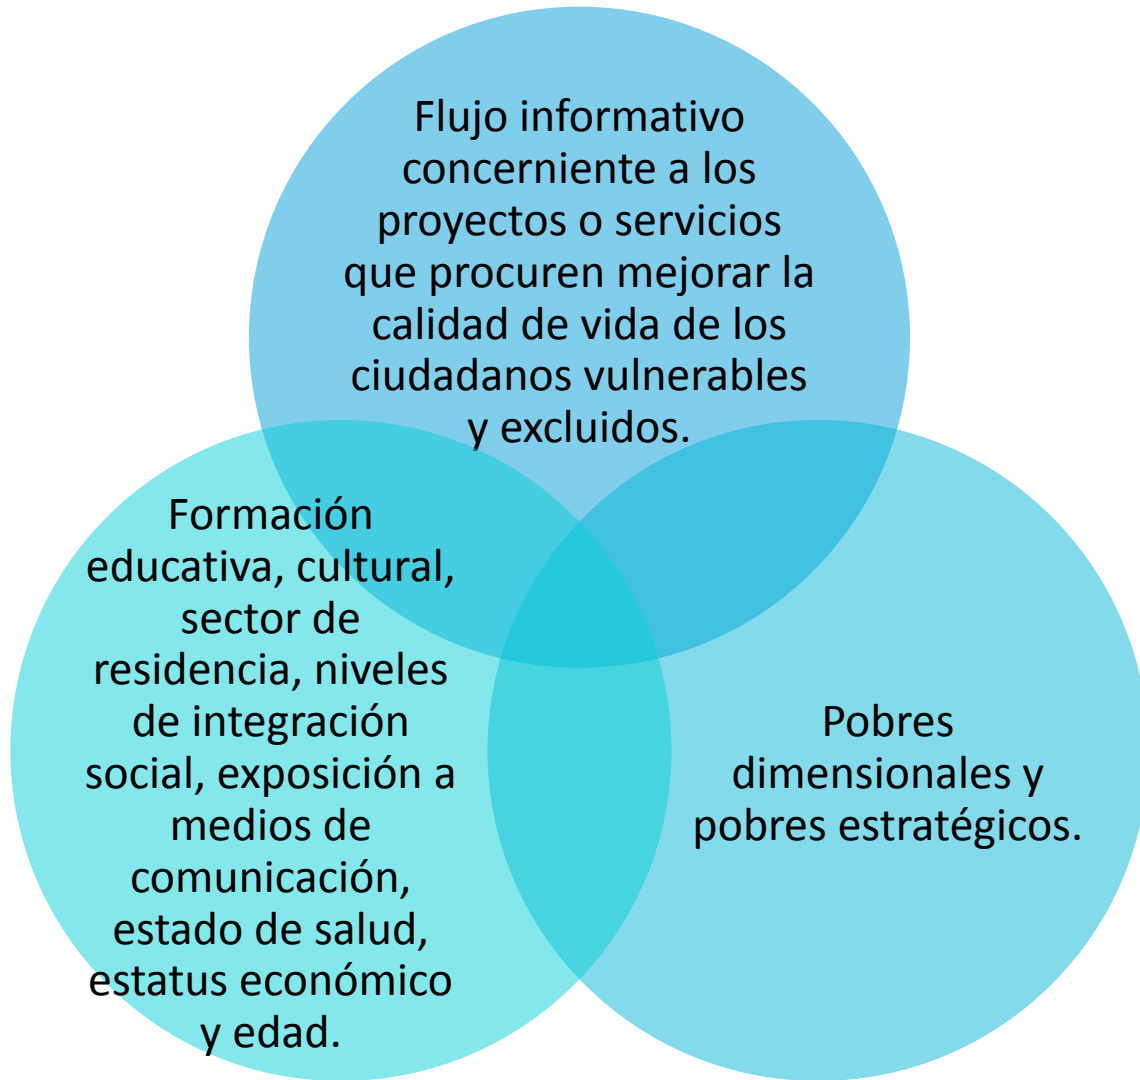 Flujo informativo
concerniente a los
proyectos o servicios
que procuren mejorar la
calidad de vida de los
ciudadanos vulnerables
y excluidos.
Formación
educativa, cultural,
sector de
residencia, niveles
de integración
social, exposición a
medios de
comunicación,
estado de salud,
estatus económico
y edad.
Pobres
dimensionales y
pobres estratégicos.